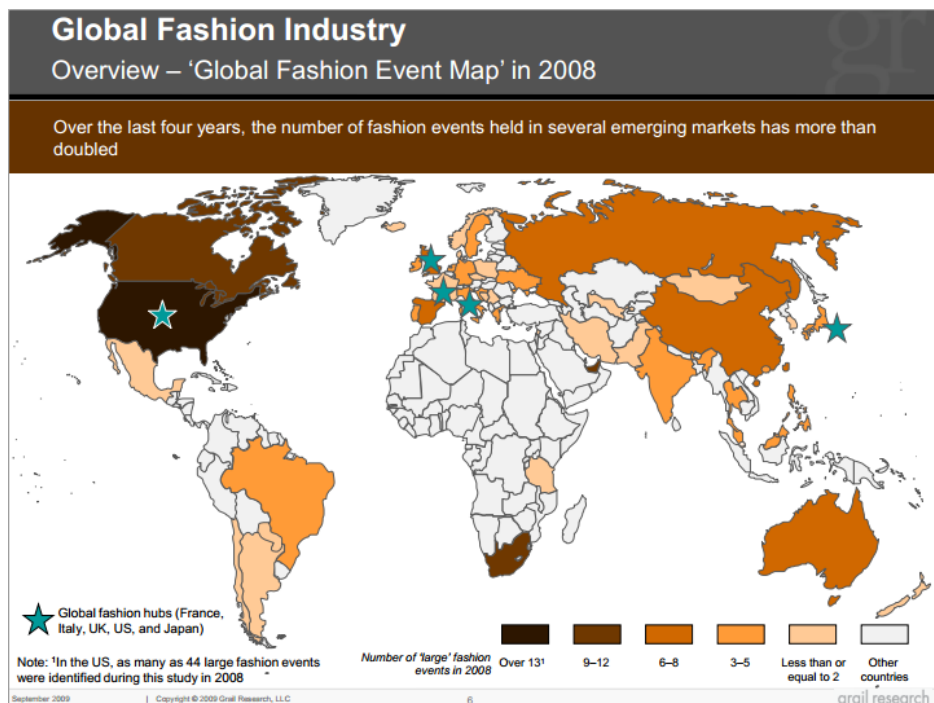 Global Fashion Industry
Overview – ‘Global Fashion Event Map’ in 2008
Over the last four years, the number of fashion events held in several emerging markets has more than
doubled
Global fashion hubs (France,
Italy, UK, US, and Japan)
Note: ¹In the US, as many as 44 large fashion events
were identified during this study in 2008
Number of ‘large’ fashion
events in 2008
Over 13¹
9–12
6–8
3–5
Less than or
equal to 2
Other
countries
September 2009 | Copyright © 2009 Grail Research, LLC
6
grail research
gr